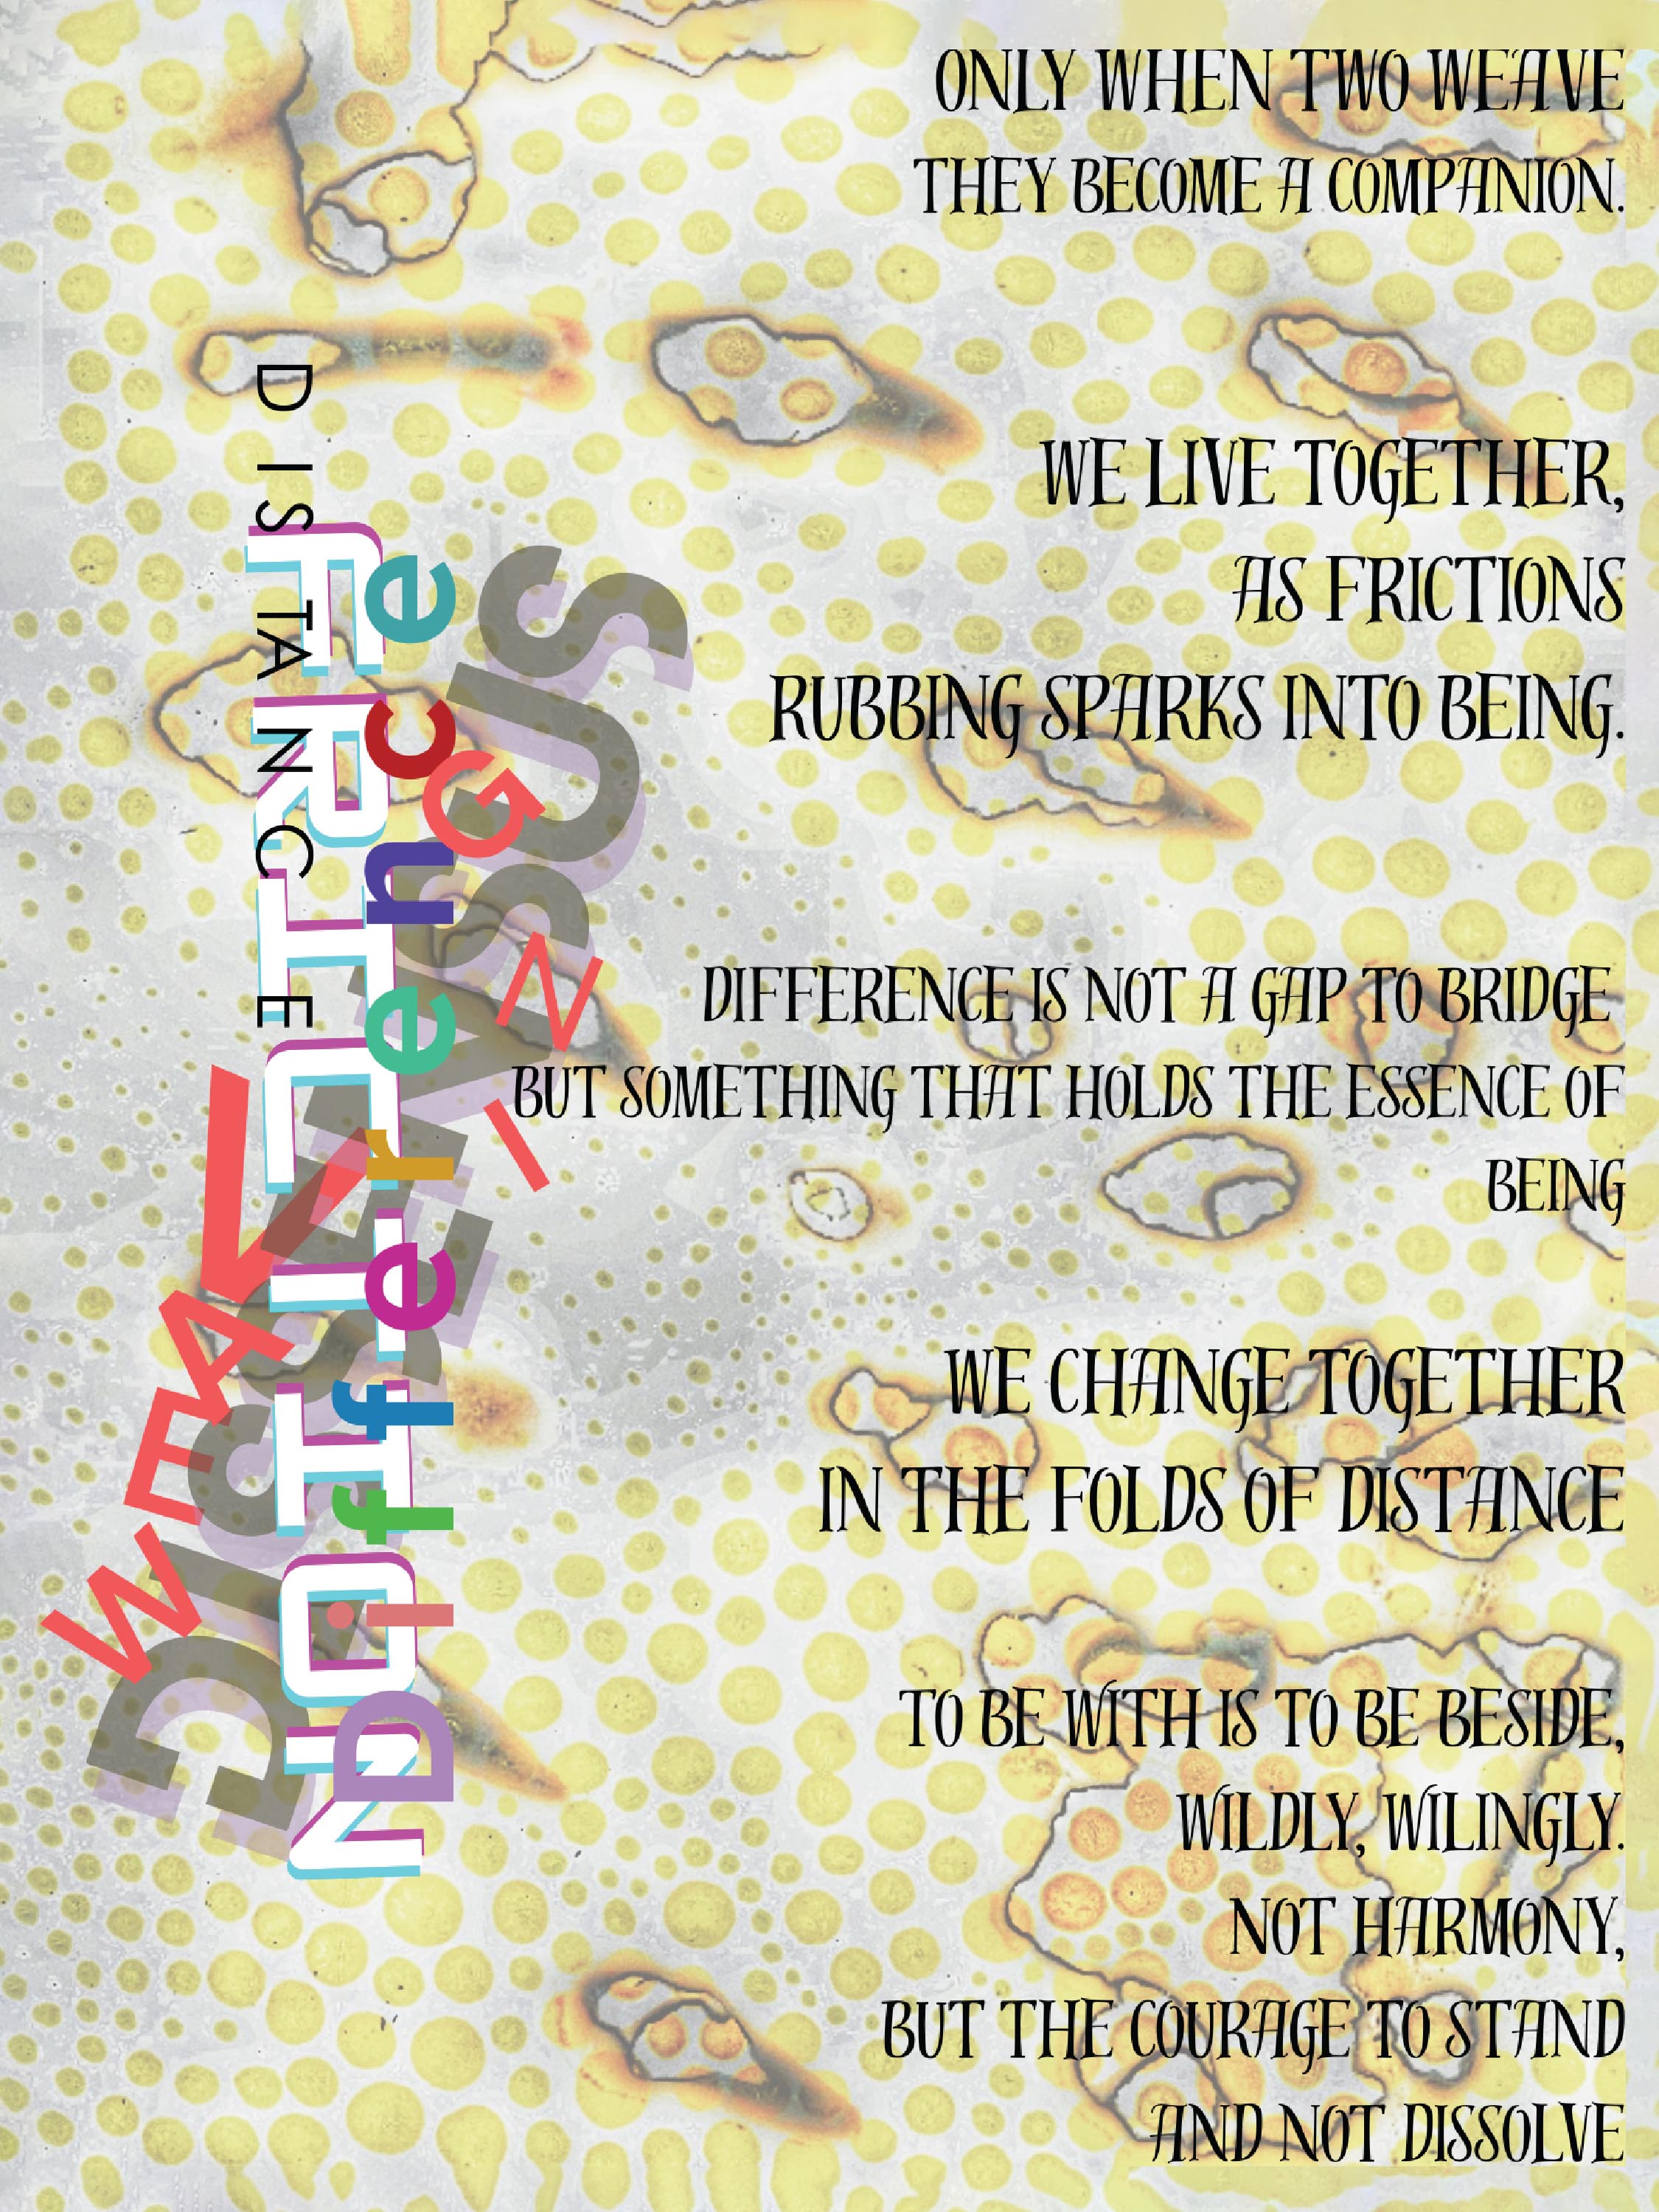 ONLY WHEN TWO WEAVE
THEY BECOME A COMPANION.
WE LIVE TOGETHER,
AS FRICTIONS
RUBBING SPARKS INTO BEING.
DIFFERENCE IS NOT A GAP TO BRIDGE
BUT SOMETHING THAT HOLDS THE ESSENCE OF
BEING
WE CHANGE TOGETHER
IN THE FOLDS OF DISTANCE
TO BE WITH IS TO BE BESIDE,
WILDLY, WILINGLY.
NOT HARMONY,
BUT THE COURAGE TO STAND
AND NOT DISSOLVE
DISTANCE
FRICTION
Difference
WEAVING
DISSENSUS